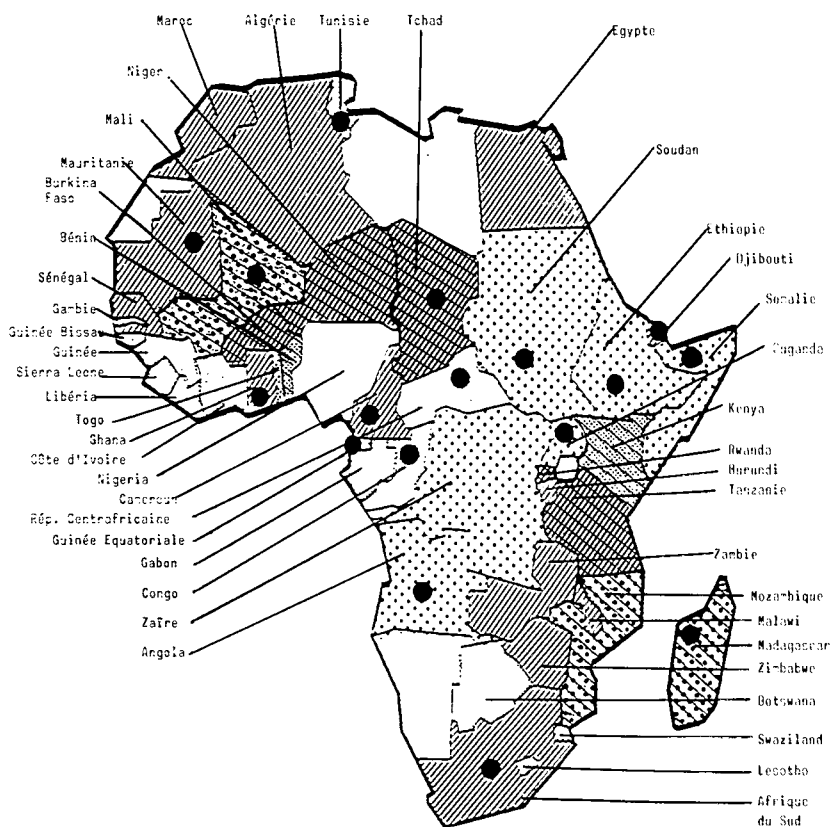 Maroc
Algérie
Tunisie
Tchad
Egypte
Niger
Mali
Soudan
Mauritanie
Burkina
Faso
Ethiopie
Bénin
Djibouti
Sénégal
Somalie
Gambie
Guinée Bissau
Ouganda
Guinée
Sierra Leone
Libéria
Kenya
Togo
Ghana
Côte d'Ivoire
Rwanda
Burundi
Nigeria
Tanzanie
Cameroun
Rép. Centrafricaine
Guinée Equatoriale
Zambie
Gabon
Congo
Mozambique
Zaïre
Malawi
Angola
Madagascar
Zimbabwe
Botswana
Swaziland
Lesotho
Afrique
du Sud